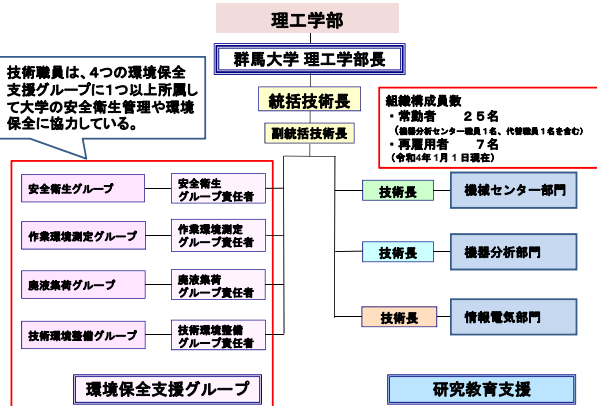 理工学部
群馬大学 理工学部長
技術職員は、4つの環境保全
支援グループに1つ以上所属し
て大学の安全衛生管理や環境
保全に協力している。
統括技術長
副統括技術長
組織構成員数
・常勤者 25名
(機器分析センター職員1名、代替職員1名を含む)
・再雇用者 7名
(令和4年1月1日現在)
安全衛生グループ
安全衛生
グループ責任者
作業環境測定グループ
作業環境測定
グループ責任者
廃液集荷グループ
廃液集荷
グループ責任者
技術環境整備グループ
技術環境整備
グループ責任者
環境保全支援グループ
技術長
機械センター部門
技術長
機器分析部門
技術長
情報電気部門
研究教育支援